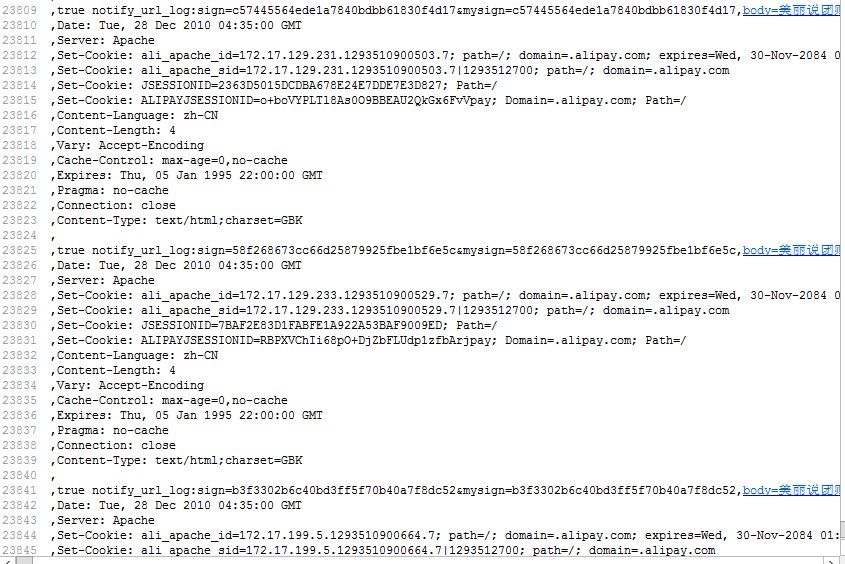 23809 ,true notify_url_log:sign=c57445564ede1a7840bdbb61830f4d17&mysign=c57445564ede1a7840bdbb61830f4d17,body=美丽说团购
23810 ,Date: Tue, 28 Dec 2010 04:35:00 GMT
23811 ,Server: Apache
23812 ,Set-Cookie: ali_apache_id=172.17.129.231.1293510900503.7; path=/; domain=.alipay.com; expires=Wed, 30-Nov-2084 0
23813 ,Set-Cookie: ali_apache_sid=172.17.129.231.1293510900503.7|1293512700; path=/; domain=.alipay.com
23814 ,Set-Cookie: JSESSIONID=2363D5015DCDBA678E24E7DDE7E3D827; Path=/
23815 ,Set-Cookie: ALIPAYJSESSIONID=o+boVYPLTl8As0O9BBEAU2QkGx6FvVpay; Domain=.alipay.com; Path=/
23816 ,Content-Language: zh-CN
23817 ,Content-Length: 4
23818 ,Vary: Accept-Encoding
23819 ,Cache-Control: max-age=0,no-cache
23820 ,Expires: Thu, 05 Jan 1995 22:00:00 GMT
23821 ,Pragma: no-cache
23822 ,Connection: close
23823 ,Content-Type: text/html;charset=GBK
23824 ,
23825 ,true notify_url_log:sign=58f268673cc66d25879925fbe1bf6e5c&mysign=58f268673cc66d25879925fbe1bf6e5c,body=美丽说团购
23826 ,Date: Tue, 28 Dec 2010 04:35:00 GMT
23827 ,Server: Apache
23828 ,Set-Cookie: ali_apache_id=172.17.129.233.1293510900529.7; path=/; domain=.alipay.com; expires=Wed, 30-Nov-2084 0
23829 ,Set-Cookie: ali_apache_sid=172.17.129.233.1293510900529.7|1293512700; path=/; domain=.alipay.com
23830 ,Set-Cookie: JSESSIONID=7BAF2E83D1FABFE1A922A53BAF9009ED; Path=/
23831 ,Set-Cookie: ALIPAYJSESSIONID=RBPXVChIi68pO+DjZbFLUdp1zfbArjpay; Domain=.alipay.com; Path=/
23832 ,Content-Language: zh-CN
23833 ,Content-Length: 4
23834 ,Vary: Accept-Encoding
23835 ,Cache-Control: max-age=0,no-cache
23836 ,Expires: Thu, 05 Jan 1995 22:00:00 GMT
23837 ,Pragma: no-cache
23838 ,Connection: close
23839 ,Content-Type: text/html;charset=GBK
23840 ,
23841 ,true notify_url_log:sign=b3f3302b6c40bd3ff5f70b40a7f8dc52&mysign=b3f3302b6c40bd3ff5f70b40a7f8dc52,body=美丽说团购
23842 ,Date: Tue, 28 Dec 2010 04:35:00 GMT
23843 ,Server: Apache
23844 ,Set-Cookie: ali_apache_id=172.17.199.5.1293510900664.7; path=/; domain=.alipay.com; expires=Wed, 30-Nov-2084 01:
23845 ,Set-Cookie: ali_apache_sid=172.17.199.5.1293510900664.7|1293512700; path=/; domain=.alipay.com